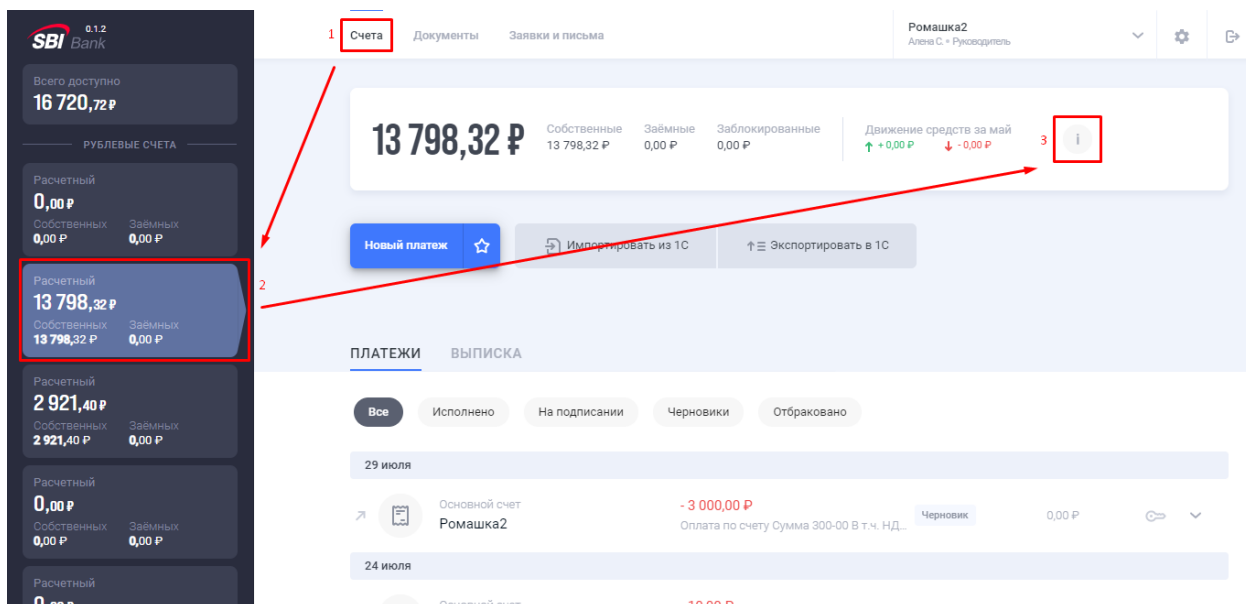 SBI Bank
0.1.2
Всего доступно
16 720,72 ₽
РУБЛЕВЫЕ СЧЕТА
Расчетный
0,00 ₽
Собственных Заёмных
0,00 ₽ 0,00 ₽
2
Расчетный
13 798,32 ₽
Собственных Заёмных
13 798,32 ₽ 0,00 ₽
Расчетный
2 921,40 ₽
Собственных Заёмных
2 921,40 ₽ 0,00 ₽
Расчетный
0,00 ₽
Собственных Заёмных
0,00 ₽ 0,00 ₽
Расчетный
1 Счета Документы Заявки и письма
Ромашка2
Алена С. • Руководитель
13 798,32 ₽
Собственные Заёмные Заблокированные
13 798,32 ₽ 0,00 ₽ 0,00 ₽
Движение средств за май
+ 0,00 ₽ - 0,00 ₽
3 i
Новый платеж Импортировать из 1С Экспортировать в 1С
ПЛАТЕЖИ ВЫПИСКА
Все Исполнено На подписании Черновики Отбраковано
29 июля
Основной счет - 3 000,00 ₽
Ромашка2 Оплата по счету Сумма 300-00 В т.ч. НД... Черновик 0,00 ₽
24 июля